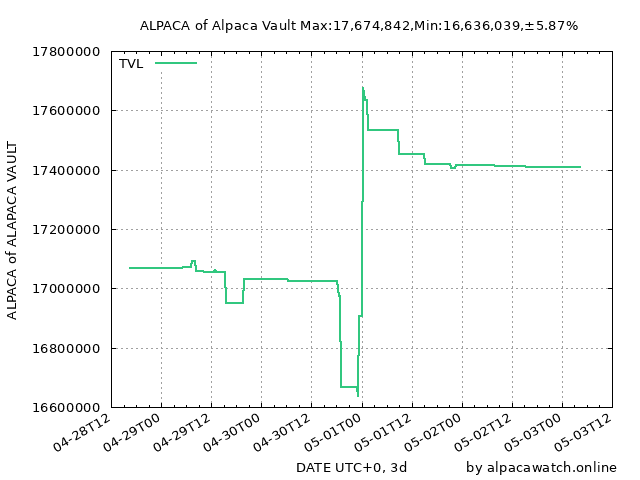 ALPACA of Alpaca Vault Max:17,674,842,Min:16,636,039,±5.87%
TVL
17800000
17600000
17400000
17200000
17000000
16800000
16600000
ALPACA of ALAPACA VAULT
04-28T12
04-29T00
04-29T12
04-30T00
04-30T12
05-01T00
05-01T12
05-02T00
05-02T12
05-03T00
05-03T12
DATE UTC+0, 3d
by alpacawatch.online